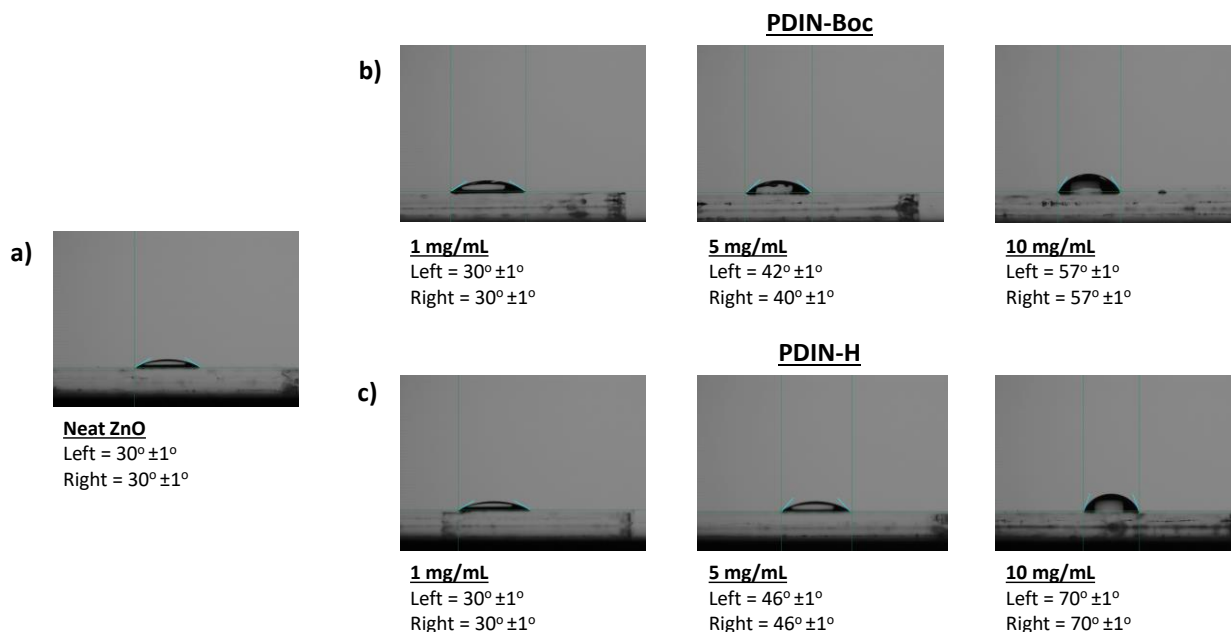 PDIN-Boc
b)
1 mg/mL
Left = 30° ±1°
Right = 30° ±1°
5 mg/mL
Left = 42° ±1°
Right = 40° ±1°
10 mg/mL
Left = 57° ±1°
Right = 57° ±1°
a)
Neat ZnO
Left = 30° ±1°
Right = 30° ±1°
PDIN-H
c)
1 mg/mL
Left = 30° ±1°
Right = 30° ±1°
5 mg/mL
Left = 46° ±1°
Right = 46° ±1°
10 mg/mL
Left = 70° ±1°
Right = 70° ±1°